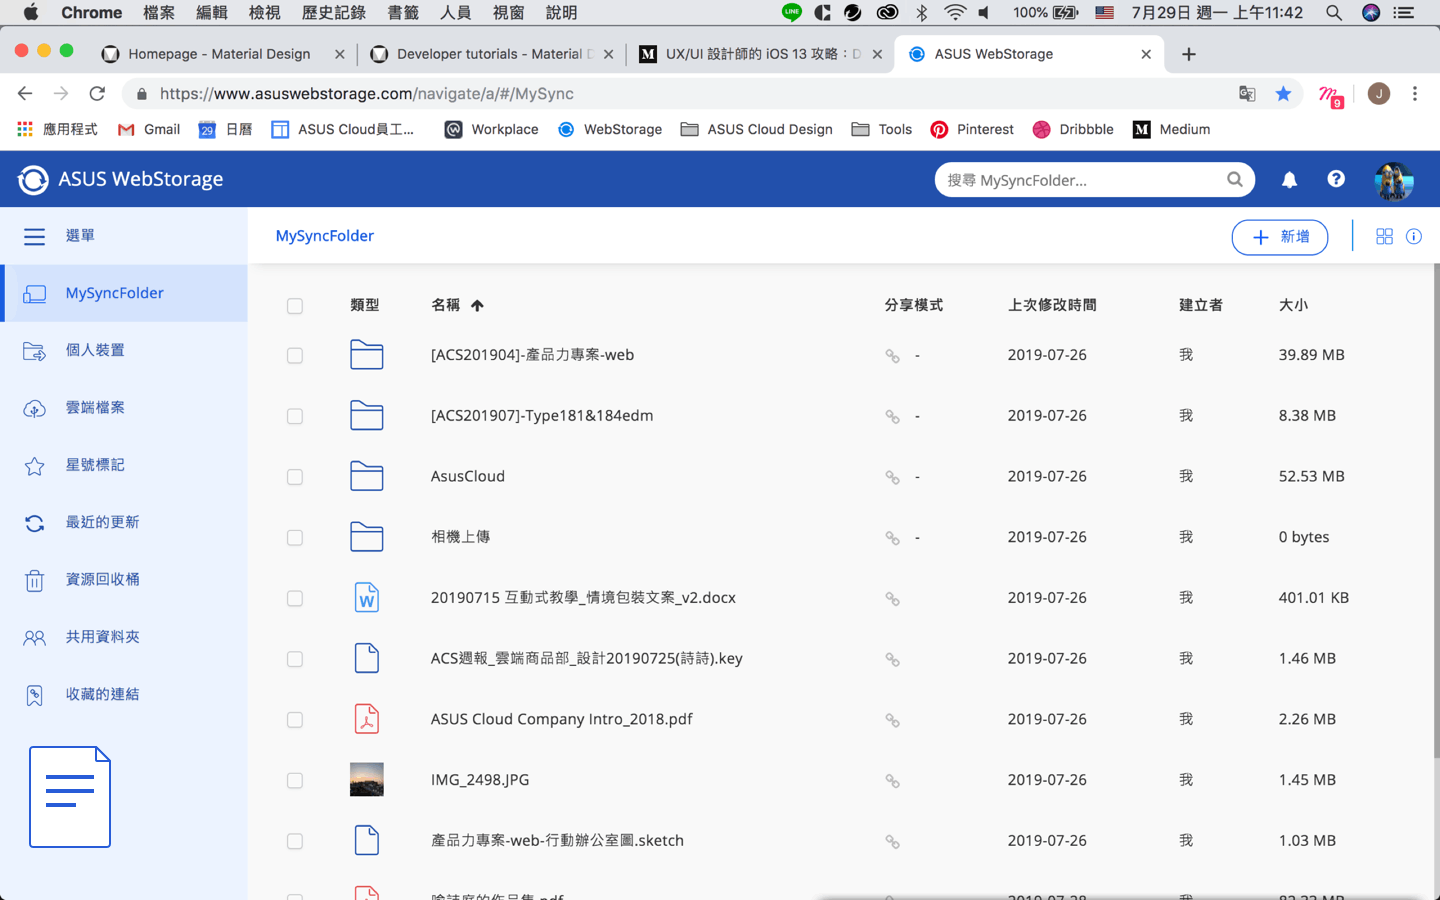 Chrome 檔案 編輯 檢視 歷史記錄 書籤 人員 視窗 說明 LINE 100% 7月29日 週一 上午11:42
Homepage - Material Design
Developer tutorials - Material D
UX/UI 設計師的 iOS 13 攻略：D
ASUS WebStorage
https://www.asuswebstorage.com/navigate/a/#/MySync
9
J
應用程式 Gmail 29 日曆 ASUS Cloud員工... Workplace WebStorage ASUS Cloud Design Tools Pinterest Dribbble Medium
ASUS WebStorage
搜尋 MySyncFolder...
選單
MySyncFolder
個人裝置
雲端檔案
星號標記
最近的更新
資源回收桶
共用資料夾
收藏的連結
MySyncFolder
新增
類型 名稱 分享模式 上次修改時間 建立者 大小
[ACS201904]-產品力專案-web - 2019-07-26 我 39.89 MB
[ACS201907]-Type181&184edm - 2019-07-26 我 8.38 MB
AsusCloud - 2019-07-26 我 52.53 MB
相機上傳 - 2019-07-26 我 0 bytes
W 20190715 互動式教學_情境包裝文案_v2.docx 2019-07-26 我 401.01 KB
ACS週報_雲端商品部_設計20190725(詩詩).key 2019-07-26 我 1.46 MB
ASUS Cloud Company Intro_2018.pdf 2019-07-26 我 2.26 MB
IMG_2498.JPG 2019-07-26 我 1.45 MB
產品力專案-web-行動辦公室圖.sketch 2019-07-26 我 1.03 MB